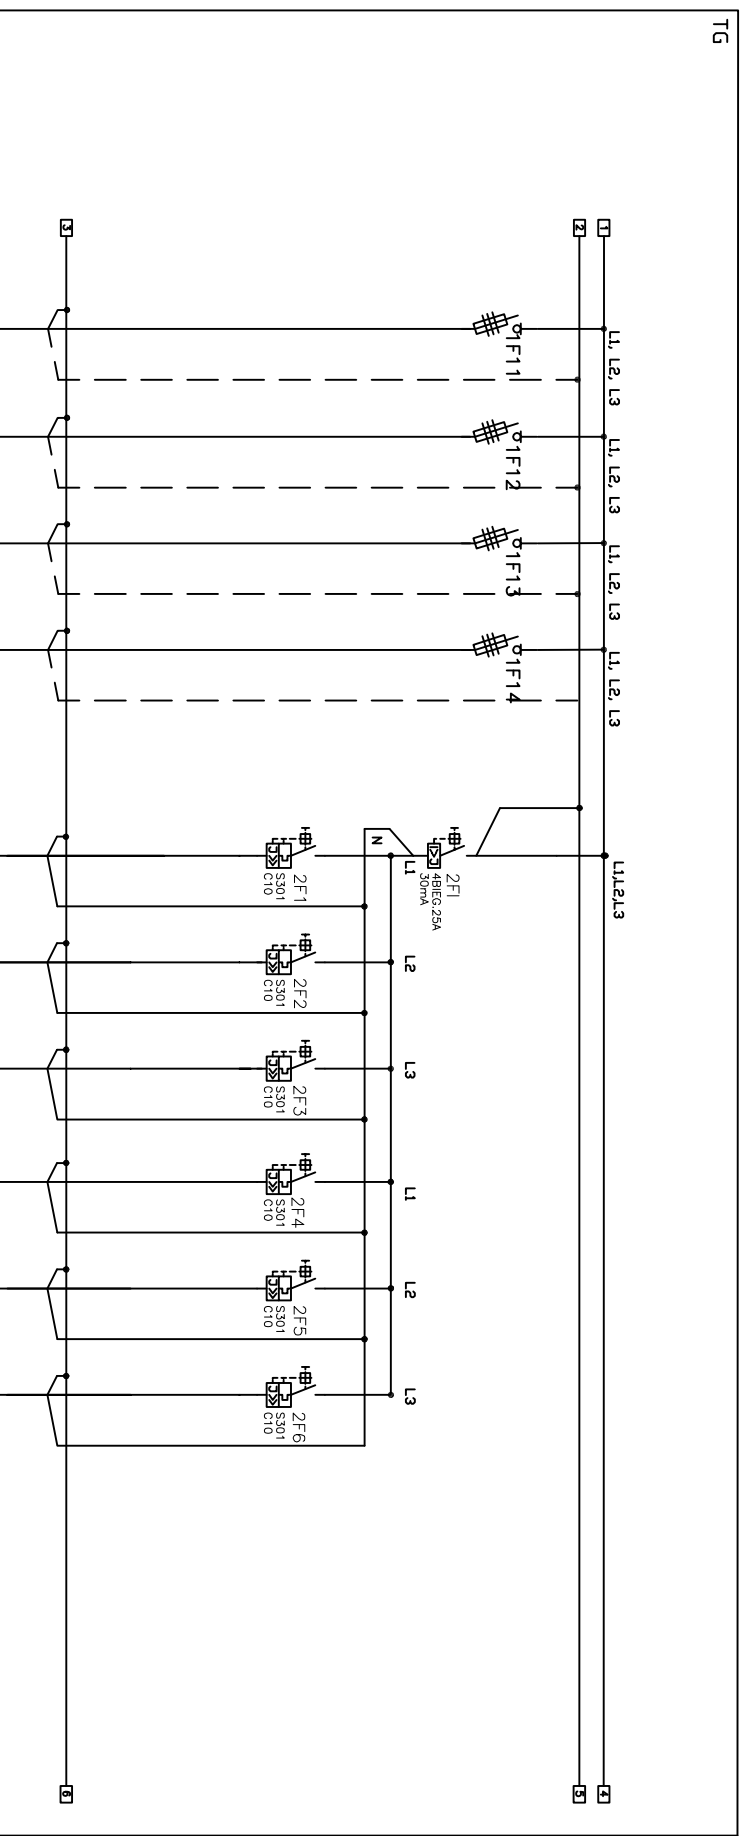 TG
1
4
2
5
3
6
L1, L2, L3
L1, L2, L3
L1, L2, L3
L1, L2, L3
L1,L2,L3
1F11
1F12
1F13
1F14
2FI
4BIEG.25A
30mA
I>
N
L1
L2
L3
L1
L2
L3
2F1
S301
C10
2F2
S301
C10
2F3
S301
C10
2F4
S301
C10
2F5
S301
C10
2F6
S301
C10